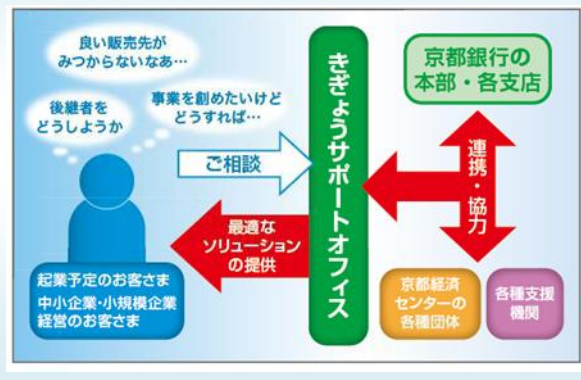 良い販売先が
みつからないなあ…
後継者を
どうしようか
事業を創めたいけど
どうすれば…
ご相談
最適な
ソリューション
の提供
起業予定のお客さま
中小企業・小規模企業
経営のお客さま
きぎょうサポートオフィス
京都銀行の
本部・各支店
連携・協力
京都経済
センターの
各種団体
各種支援
機関